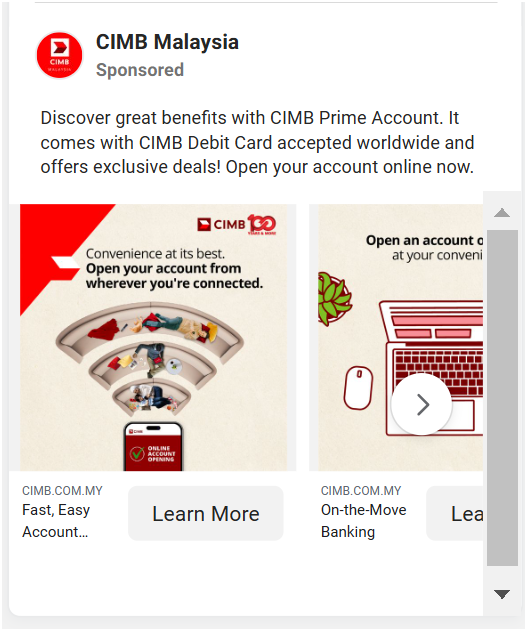 CIMB Malaysia
Sponsored
Discover great benefits with CIMB Prime Account. It
comes with CIMB Debit Card accepted worldwide and
offers exclusive deals! Open your account online now.
CIMB 100
YEARS & MORE
Convenience at its best.
Open your account from
wherever you're connected.
CIMB
ONLINE
ACCOUNT
OPENING
Open an account o
at your conveni
CIMB.COM.MY
Fast, Easy
Account...
Learn More
CIMB.COM.MY
On-the-Move
Banking
Lea